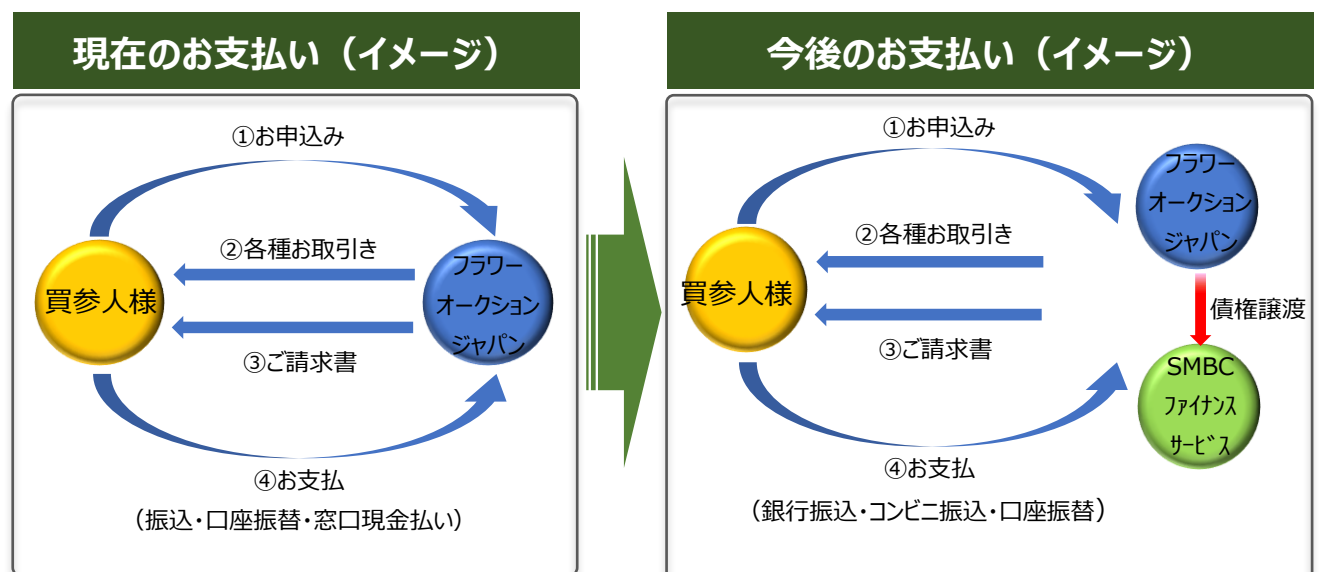 現在のお支払い（イメージ）
①お申込み
②各種お取引き
買参人様
フラワー
オークション
ジャパン
③ご請求書
④お支払
（振込・口座振替・窓口現金払い）
今後のお支払い（イメージ）
①お申込み
フラワー
オークション
ジャパン
②各種お取引き
買参人様
債権譲渡
③ご請求書
SMBC
ﾌｧｲﾅﾝｽ
ｻｰﾋﾞｽ
④お支払
（銀行振込・コンビニ振込・口座振替）